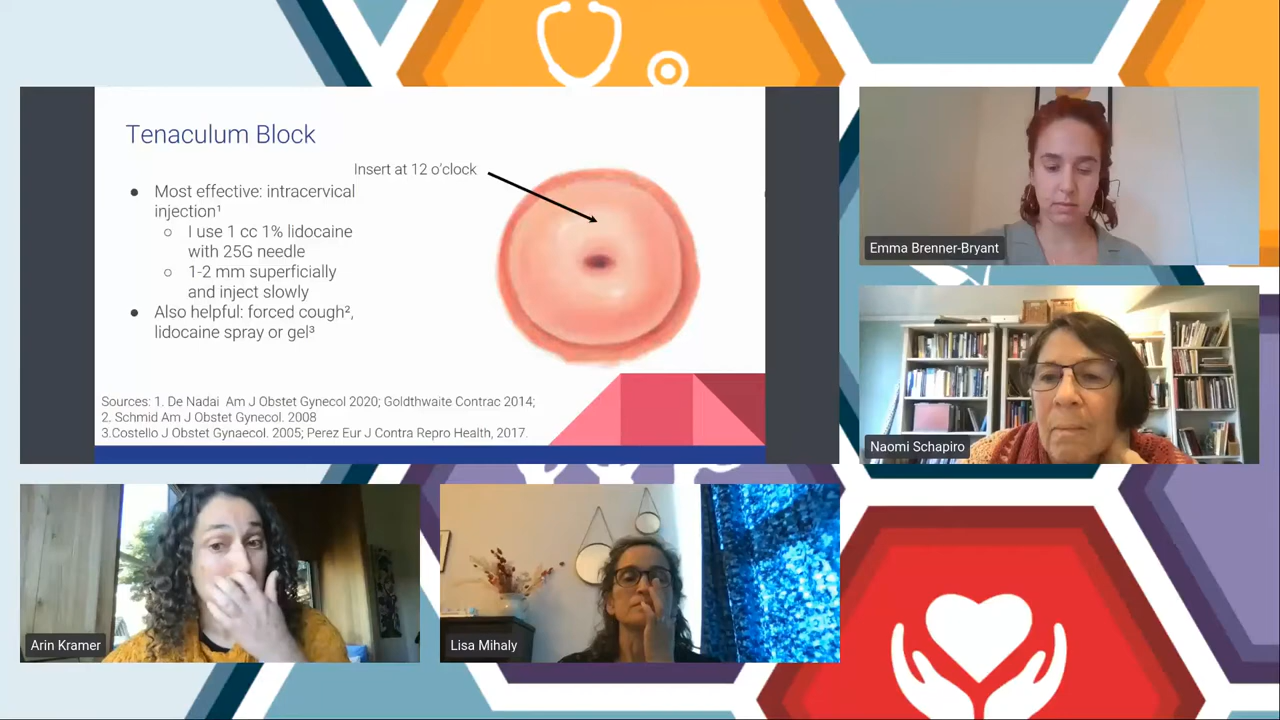 Tenaculum Block
Insert at 12 o'clock
● Most effective: intracervical
injection¹
○ I use 1 cc 1% lidocaine
with 25G needle
○ 1-2 mm superficially
and inject slowly
● Also helpful: forced cough²,
lidocaine spray or gel³
Sources: 1. De Nadai Am J Obstet Gynecol 2020; Goldthwaite Contrac 2014;
2. Schmid Am J Obstet Gynecol. 2008
3.Costello J Obstet Gynaecol. 2005; Perez Eur J Contra Repro Health, 2017.
Emma Brenner-Bryant
Naomi Schapiro
Arin Kramer
Lisa Mihaly